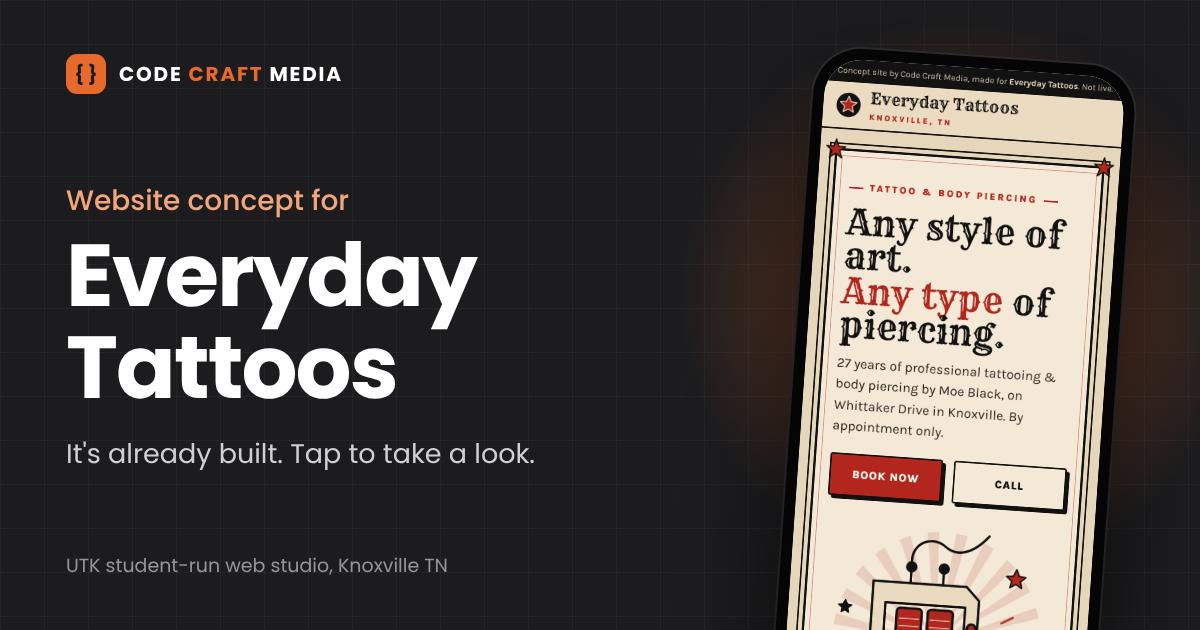 { } CODE CRAFT MEDIA
Website concept for
Everyday
Tattoos
It's already built. Tap to take a look.
UTK student-run web studio, Knoxville TN
Concept site by Code Craft Media, made for Everyday Tattoos. Not live.
Everyday Tattoos
KNOXVILLE, TN
TATTOO & BODY PIERCING
Any style of
art.
Any type of
piercing.
27 years of professional tattooing &
body piercing by Moe Black, on
Whittaker Drive in Knoxville. By
appointment only.
BOOK NOW
CALL